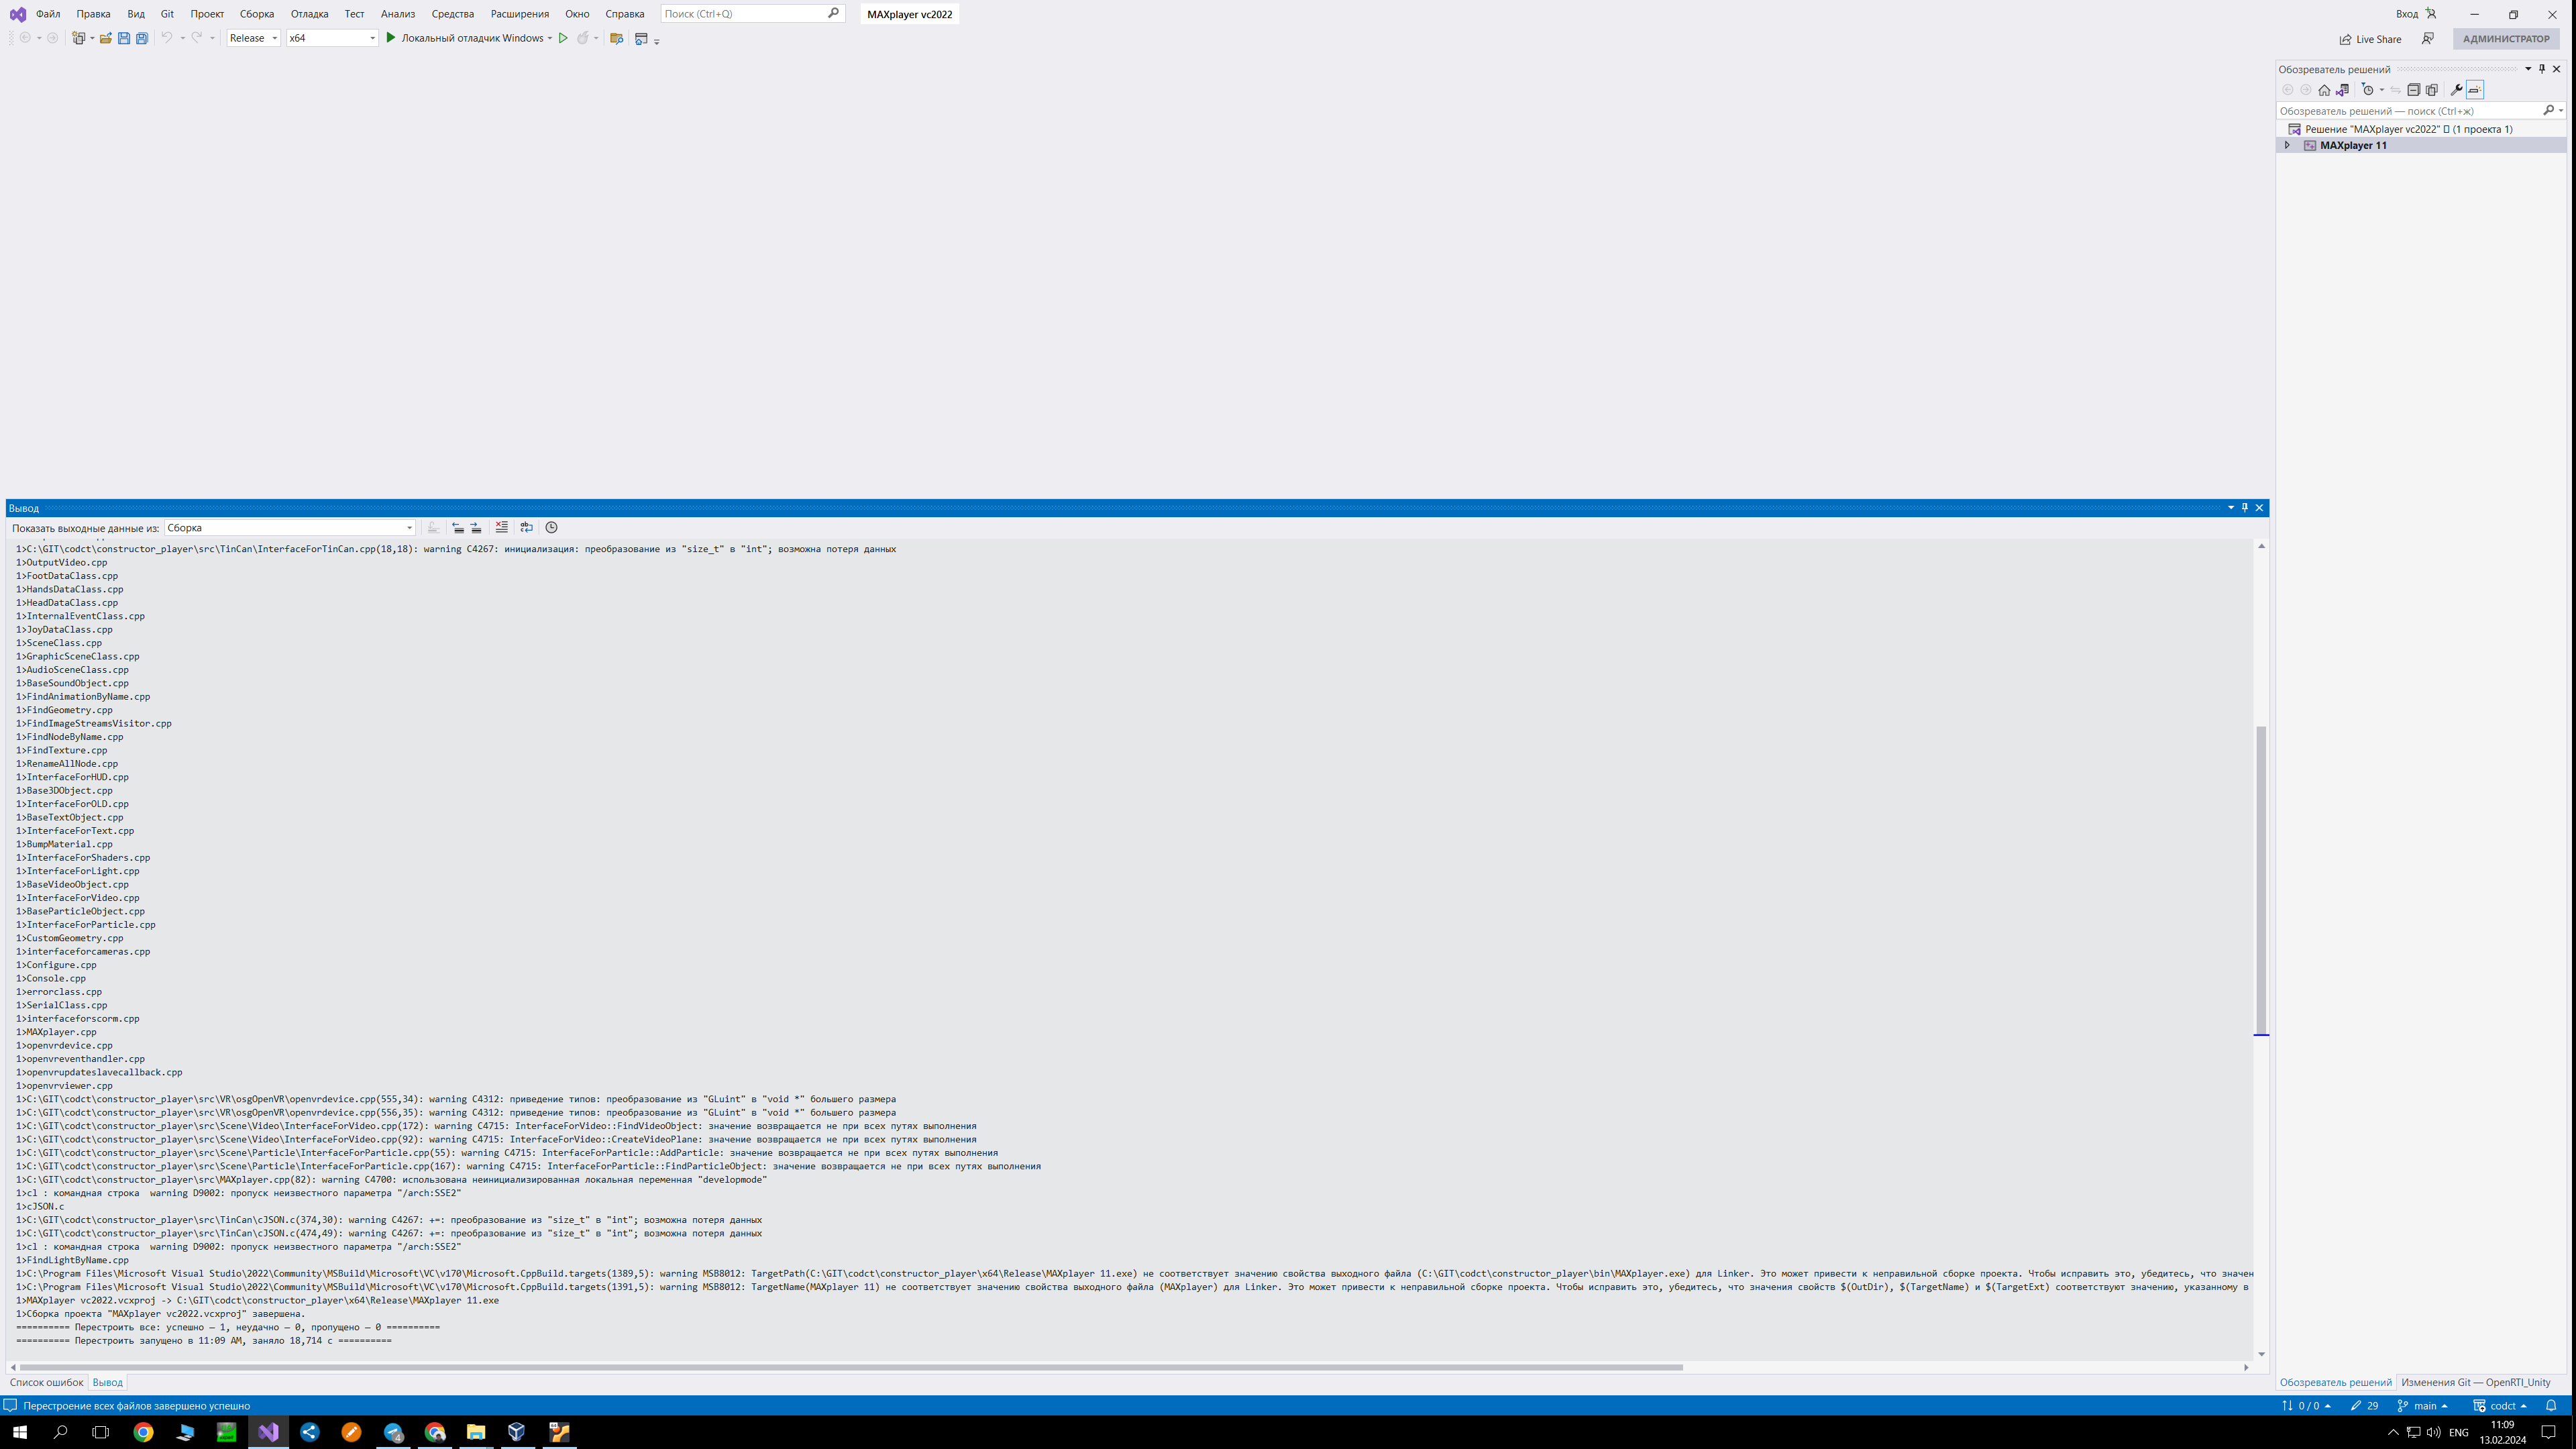 Файл Правка Вид Git Проект Сборка Отладка Тест Анализ Средства Расширения Окно Справка Поиск (Ctrl+Q) MAXplayer vc2022 Вход
Release x64 Локальный отладчик Windows Live Share АДМИНИСТРАТОР
Обозреватель решений
Обозреватель решений — поиск (Ctrl+ж)
Решение "MAXplayer vc2022" (1 проекта 1)
MAXplayer 11
Вывод
Показать выходные данные из: Сборка
1>C:\GIT\codct\constructor_player\src\TinCan\InterfaceForTinCan.cpp(18,18): warning C4267: инициализация: преобразование из "size_t" в "int"; возможна потеря данных
1>OutputVideo.cpp
1>FootDataClass.cpp
1>HandsDataClass.cpp
1>HeadDataClass.cpp
1>InternalEventClass.cpp
1>JoyDataClass.cpp
1>SceneClass.cpp
1>GraphicSceneClass.cpp
1>AudioSceneClass.cpp
1>BaseSoundObject.cpp
1>FindAnimationByName.cpp
1>FindGeometry.cpp
1>FindImageStreamsVisitor.cpp
1>FindNodeByName.cpp
1>FindTexture.cpp
1>RenameAllNode.cpp
1>InterfaceForHUD.cpp
1>Base3DObject.cpp
1>InterfaceForOLD.cpp
1>BaseTextObject.cpp
1>InterfaceForText.cpp
1>BumpMaterial.cpp
1>InterfaceForShaders.cpp
1>InterfaceForLight.cpp
1>BaseVideoObject.cpp
1>InterfaceForVideo.cpp
1>BaseParticleObject.cpp
1>InterfaceForParticle.cpp
1>CustomGeometry.cpp
1>interfaceforcameras.cpp
1>Configure.cpp
1>Console.cpp
1>errorclass.cpp
1>SerialClass.cpp
1>interfaceforscorm.cpp
1>MAXplayer.cpp
1>openvrdevice.cpp
1>openvreventhandler.cpp
1>openvrupdateslavecallback.cpp
1>openvrviewer.cpp
1>C:\GIT\codct\constructor_player\src\VR\osgOpenVR\openvrdevice.cpp(555,34): warning C4312: приведение типов: преобразование из "GLuint" в "void *" большего размера
1>C:\GIT\codct\constructor_player\src\VR\osgOpenVR\openvrdevice.cpp(556,35): warning C4312: приведение типов: преобразование из "GLuint" в "void *" большего размера
1>C:\GIT\codct\constructor_player\src\Scene\Video\InterfaceForVideo.cpp(172): warning C4715: InterfaceForVideo::FindVideoObject: значение возвращается не при всех путях выполнения
1>C:\GIT\codct\constructor_player\src\Scene\Video\InterfaceForVideo.cpp(92): warning C4715: InterfaceForVideo::CreateVideoPlane: значение возвращается не при всех путях выполнения
1>C:\GIT\codct\constructor_player\src\Scene\Particle\InterfaceForParticle.cpp(55): warning C4715: InterfaceForParticle::AddParticle: значение возвращается не при всех путях выполнения
1>C:\GIT\codct\constructor_player\src\Scene\Particle\InterfaceForParticle.cpp(167): warning C4715: InterfaceForParticle::FindParticleObject: значение возвращается не при всех путях выполнения
1>C:\GIT\codct\constructor_player\src\MAXplayer.cpp(82): warning C4700: использована неинициализированная локальная переменная "developmode"
1>cl : командная строка  warning D9002: пропуск неизвестного параметра "/arch:SSE2"
1>cJSON.c
1>C:\GIT\codct\constructor_player\src\TinCan\cJSON.c(374,30): warning C4267: +=: преобразование из "size_t" в "int"; возможна потеря данных
1>C:\GIT\codct\constructor_player\src\TinCan\cJSON.c(474,49): warning C4267: +=: преобразование из "size_t" в "int"; возможна потеря данных
1>cl : командная строка  warning D9002: пропуск неизвестного параметра "/arch:SSE2"
1>FindLightByName.cpp
1>C:\Program Files\Microsoft Visual Studio\2022\Community\MSBuild\Microsoft\VC\v170\Microsoft.CppBuild.targets(1389,5): warning MSB8012: TargetPath(C:\GIT\codct\constructor_player\x64\Release\MAXplayer 11.exe) не соответствует значению свойства выходного файла (C:\GIT\codct\constructor_player\bin\MAXplayer.exe) для Linker. Это может привести к неправильной сборке проекта. Чтобы исправить это, убедитесь, что значен
1>C:\Program Files\Microsoft Visual Studio\2022\Community\MSBuild\Microsoft\VC\v170\Microsoft.CppBuild.targets(1391,5): warning MSB8012: TargetName(MAXplayer 11) не соответствует значению свойства выходного файла (MAXplayer) для Linker. Это может привести к неправильной сборке проекта. Чтобы исправить это, убедитесь, что значения свойств $(OutDir), $(TargetName) и $(TargetExt) соответствуют значению, указанному в
1>MAXplayer vc2022.vcxproj -> C:\GIT\codct\constructor_player\x64\Release\MAXplayer 11.exe
1>Сборка проекта "MAXplayer vc2022.vcxproj" завершена.
========== Перестроить все: успешно — 1, неудачно — 0, пропущено — 0 ==========
========== Перестроить запущено в 11:09 AM, заняло 18,714 с ==========
Список ошибок Вывод
Обозреватель решений Изменения Git — OpenRTI_Unity
Перестроение всех файлов завершено успешно 0 / 0 29 main codct
4 ENG 11:09
13.02.2024